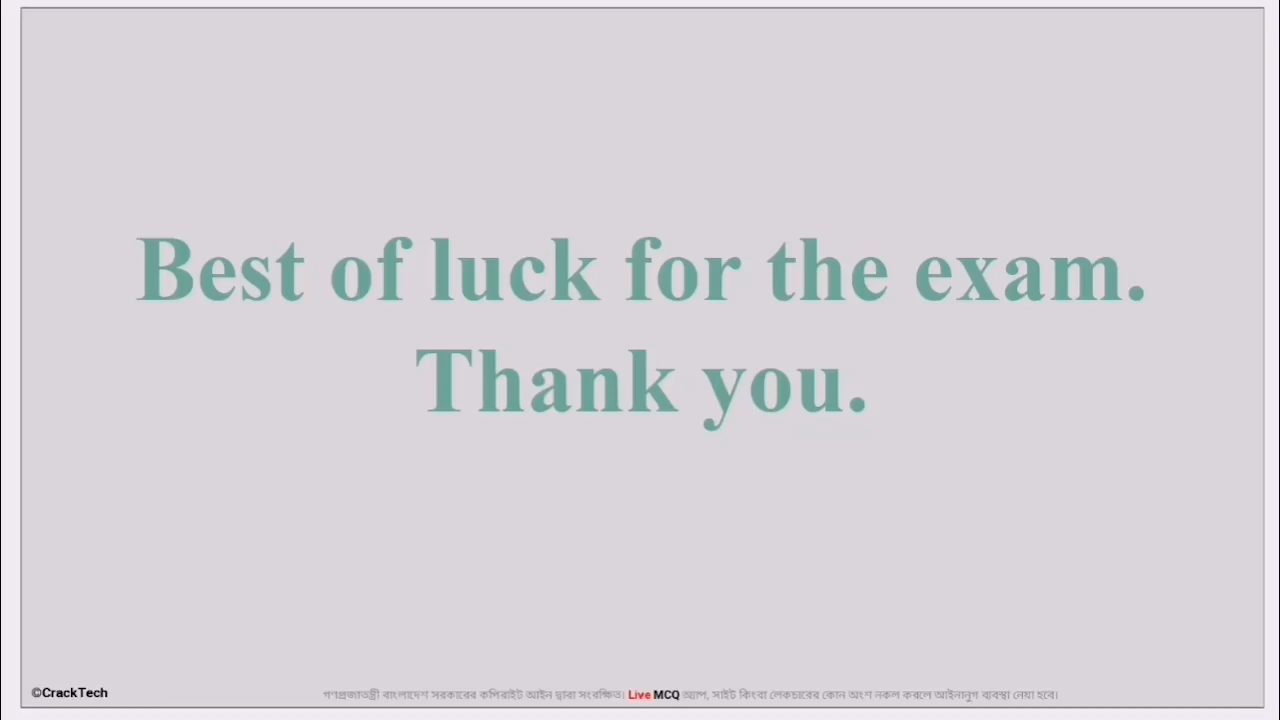 Best of luck for the exam.
Thank you.
©CrackTech
গণপ্রজাতন্ত্রী বাংলাদেশ সরকারের কপিরাইট আইন দ্বারা সংরক্ষিত। Live MCQ অ্যাপ, সাইট কিংবা লেকচারের কোন অংশ নকল করলে আইনানুগ ব্যবস্থা নেয়া হবে।